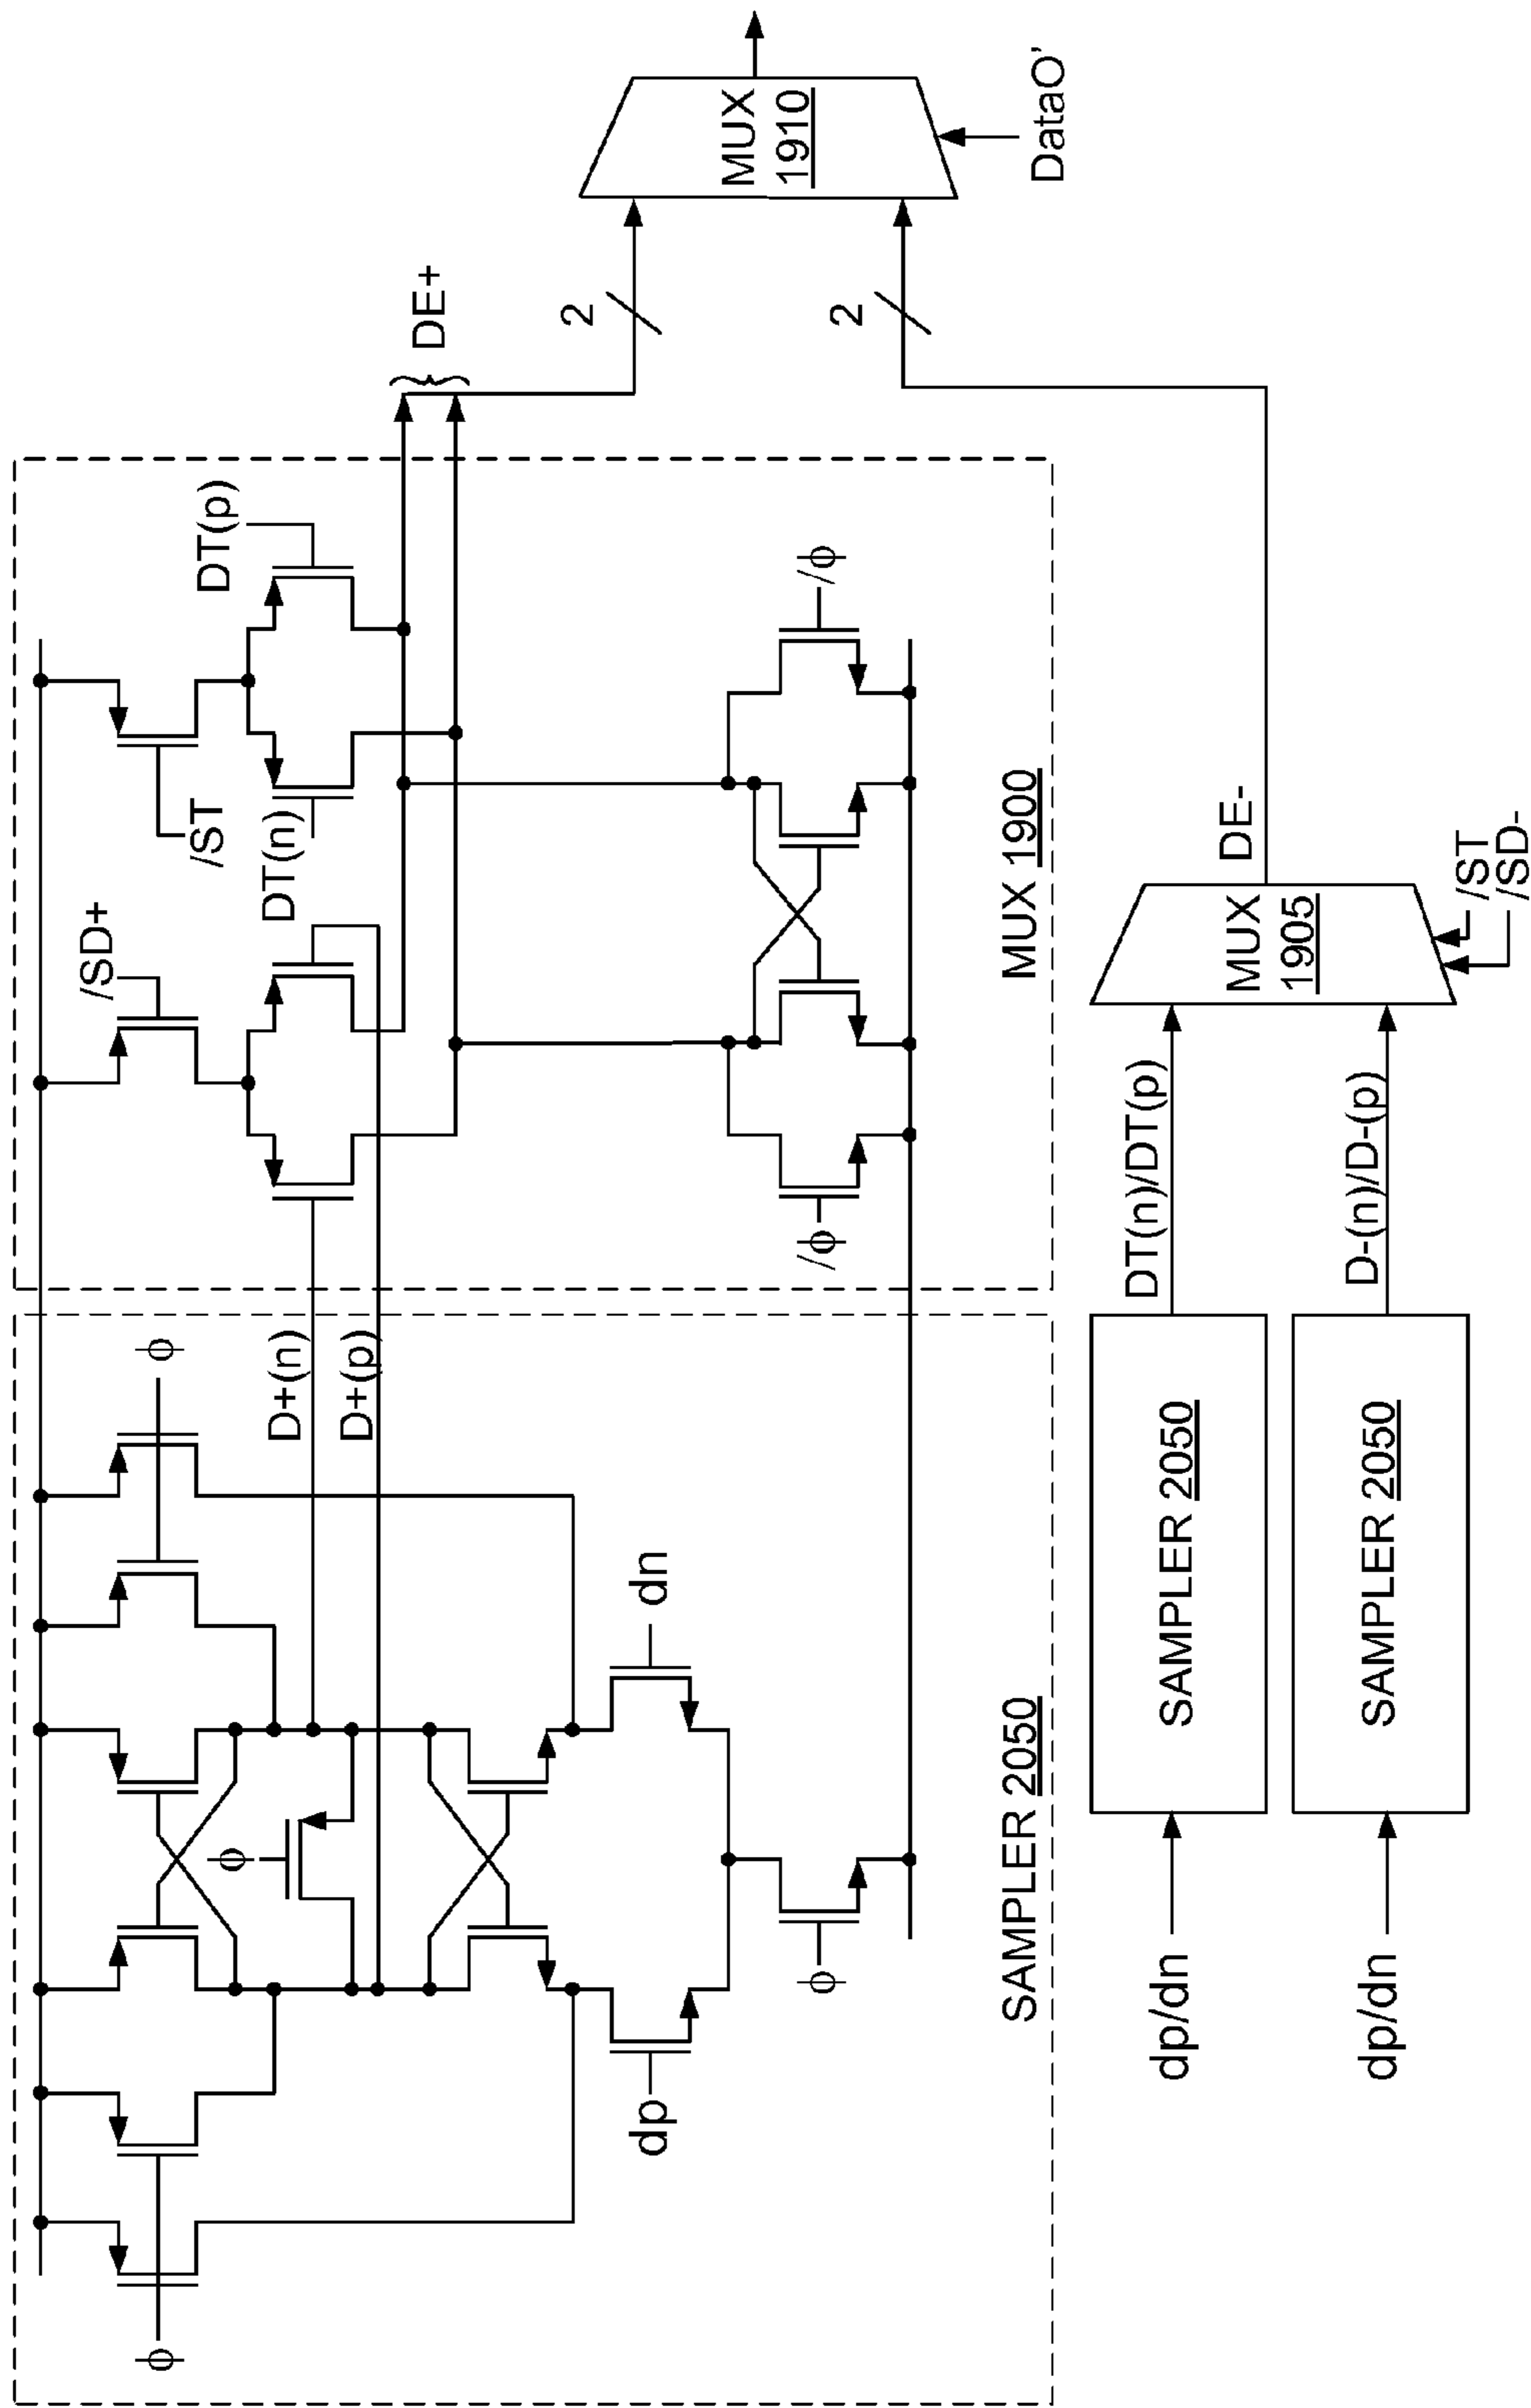 ϕ
ϕ
/SD+
/ST
DT(p)
DT(n)
DE+
D+(n)
D+(p)
ϕ
dp
dn
ϕ
/ϕ
/ϕ
2
2
MUX 1910
DataO'
SAMPLER 2050
MUX 1900
dp/dn
SAMPLER 2050
DT(n)/DT(p)
dp/dn
SAMPLER 2050
D-(n)/D-(p)
MUX 1905
DE-
/ST
/SD-